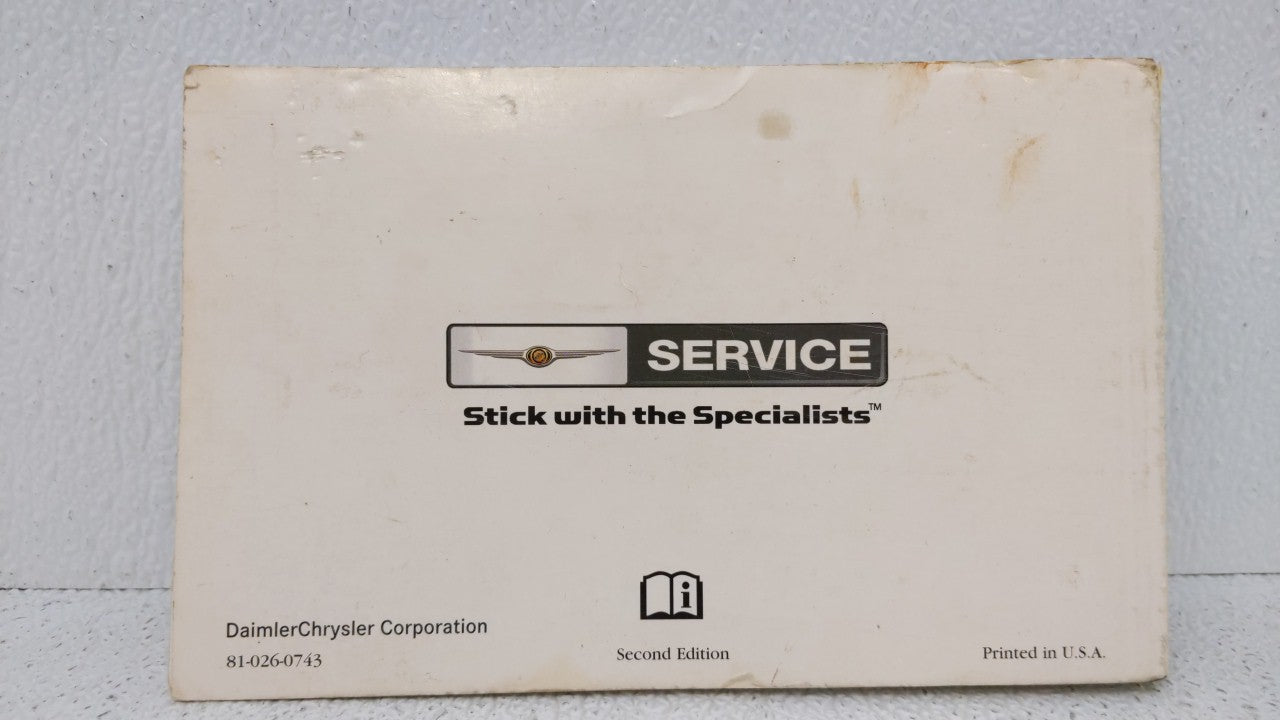 SERVICE
Stick with the Specialists™
i
DaimlerChrysler Corporation
81-026-0743
Second Edition
Printed in U.S.A.